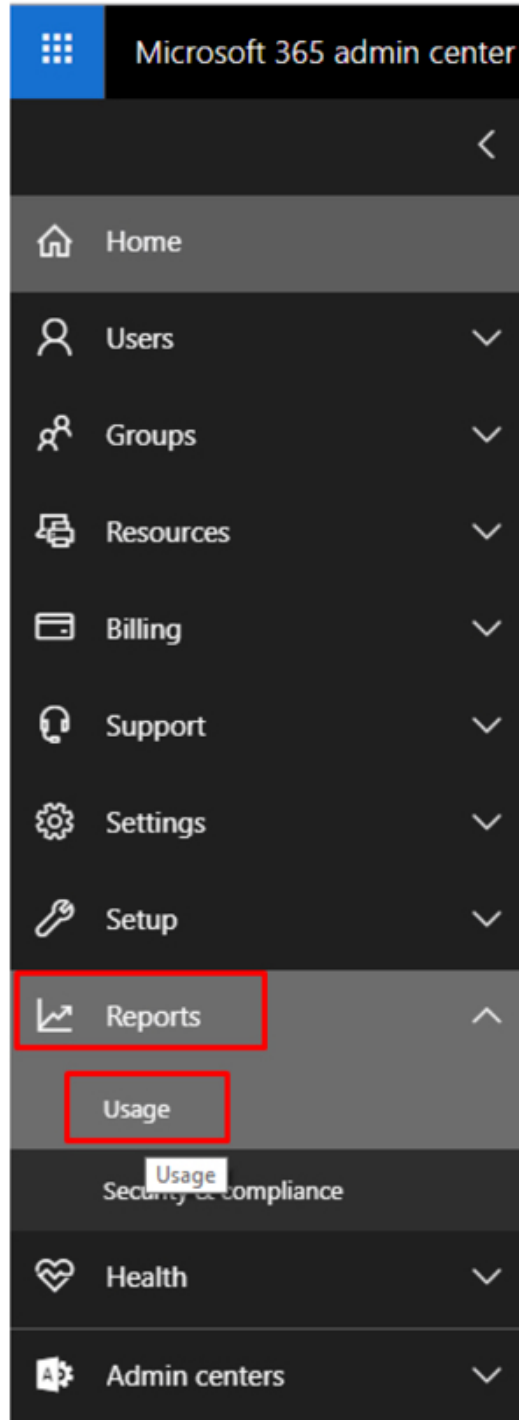 Microsoft 365 admin center
Home
Users
Groups
Resources
Billing
Support
Settings
Setup
Reports
Usage
Usage
Security & compliance
Health
Admin centers